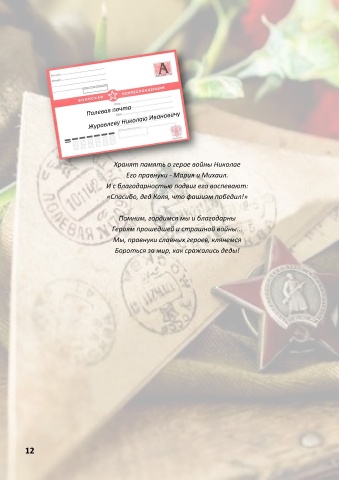 А
Полевая почта
Журавлеву Николаю Ивановичу
Хранят память о герое войны Николае
Его правнуки - Мария и Михаил.
И с благодарностью подвиг его воспевают:
«Спасибо, дед Коля, что фашизм победил!»
Помним, гордимся мы и благодарны
Героям прошедшей и страшной войны...
Мы, правнуки славных героев, клянемся
Бороться за мир, как сражались деды!
12